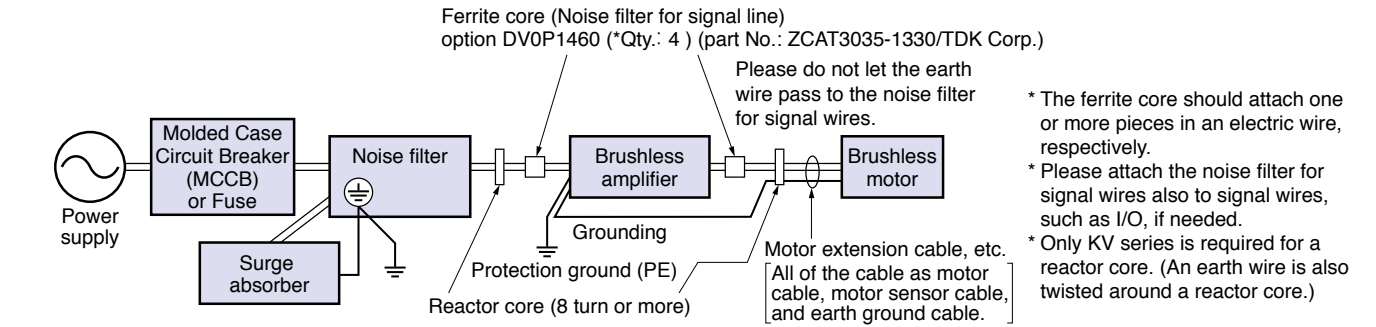 Ferrite core (Noise filter for signal line)
option DV0P1460 (*Qty.: 4 ) (part No.: ZCAT3035-1330/TDK Corp.)
Please do not let the earth
wire pass to the noise filter
for signal wires.
Power
supply
Molded Case
Circuit Breaker
(MCCB)
or Fuse
Noise filter
Surge
absorber
Brushless
amplifier
Brushless
motor
Grounding
Protection ground (PE)
Reactor core (8 turn or more)
Motor extension cable, etc.
All of the cable as motor
cable, motor sensor cable,
and earth ground cable.
* The ferrite core should attach one
or more pieces in an electric wire,
respectively.
* Please attach the noise filter for
signal wires also to signal wires,
such as I/O, if needed.
* Only KV series is required for a
reactor core. (An earth wire is also
twisted around a reactor core.)